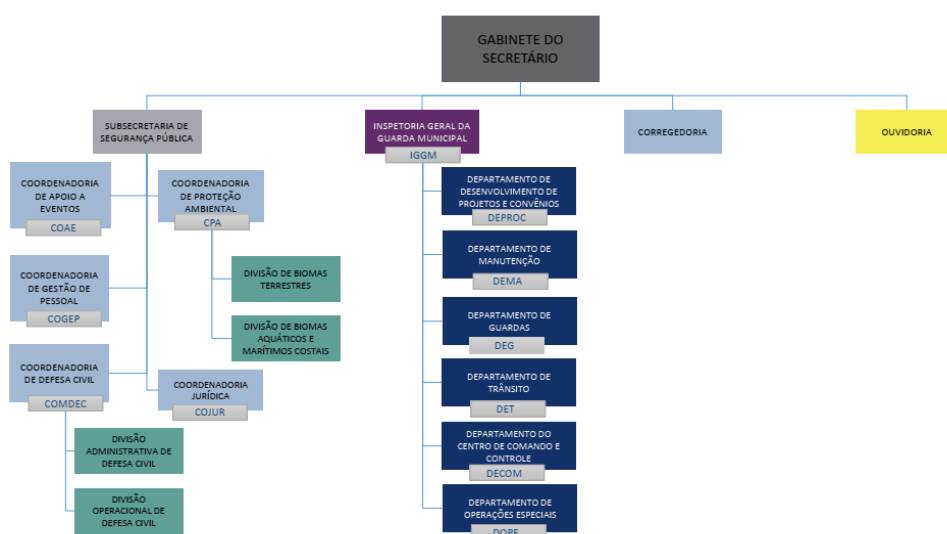 GABINETE DO
SECRETÁRIO
SUBSECRETARIA DE
SEGURANÇA PÚBLICA
INSPETORIA GERAL DA
GUARDA MUNICIPAL
IGGM
CORREGEDORIA
OUVIDORIA
COORDENADORIA
DE APOIO A
EVENTOS
COAE
COORDENADORIA
DE PROTEÇÃO
AMBIENTAL
CPA
DIVISÃO DE BIOMAS
TERRESTRES
DIVISÃO DE BIOMAS
AQUÁTICOS E
MARÍTIMOS COSTAIS
COORDENADORIA
DE GESTÃO DE
PESSOAL
COGEP
COORDENADORIA
DE DEFESA CIVIL
COMDEC
COORDENADORIA
JURÍDICA
COJUR
DIVISÃO
ADMINISTRATIVA DE
DEFESA CIVIL
DIVISÃO
OPERACIONAL DE
DEFESA CIVIL
DEPARTAMENTO DE
DESENVOLVIMENTO DE
PROJETOS E CONVÊNIOS
DEPROC
DEPARTAMENTO DE
MANUTENÇÃO
DEMA
DEPARTAMENTO DE
GUARDAS
DEG
DEPARTAMENTO DE
TRÂNSITO
DET
DEPARTAMENTO DO
CENTRO DE COMANDO E
CONTROLE
DECOM
DEPARTAMENTO DE
OPERAÇÕES ESPECIAIS